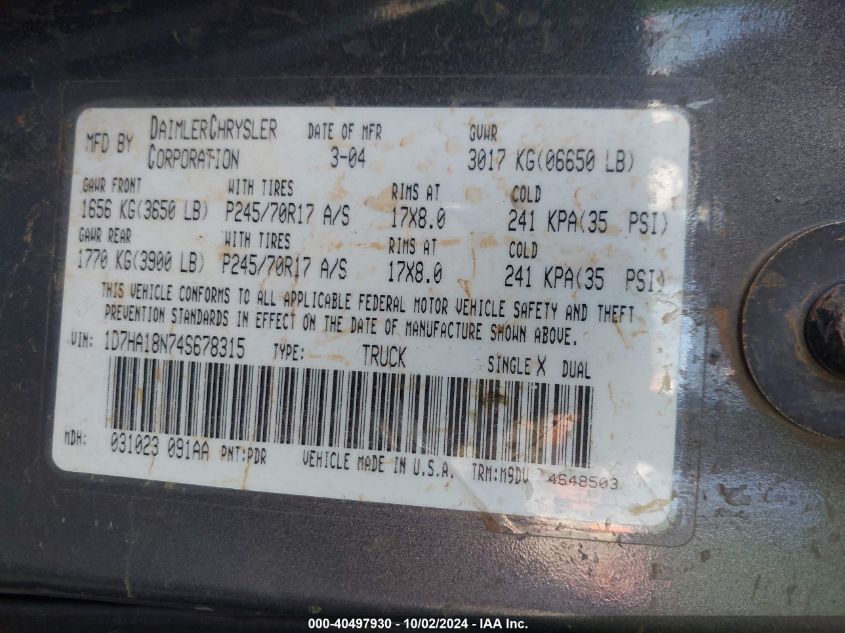 MFD BY DAIMLERCHRYSLER CORPORATION DATE OF MFR 3-04 GVWR 3017 KG(06650 LB)
GAWR FRONT WITH TIRES RIMS AT COLD
1656 KG(3650 LB) P245/70R17 A/S 17X8.0 241 KPA(35 PSI)
GAWR REAR WITH TIRES RIMS AT COLD
1770 KG(3900 LB) P245/70R17 A/S 17X8.0 241 KPA(35 PSI)
THIS VEHICLE CONFORMS TO ALL APPLICABLE FEDERAL MOTOR VEHICLE SAFETY AND THEFT
PREVENTION STANDARDS IN EFFECT ON THE DATE OF MANUFACTURE SHOWN ABOVE.
VIN: 1D7HA18N74S678315 TYPE: TRUCK SINGLE X DUAL
MDH: 031023 091AA PNT:PDR VEHICLE MADE IN U.S.A. TRM:M9DV 4648503
000-40497930 - 10/02/2024 - IAA Inc.